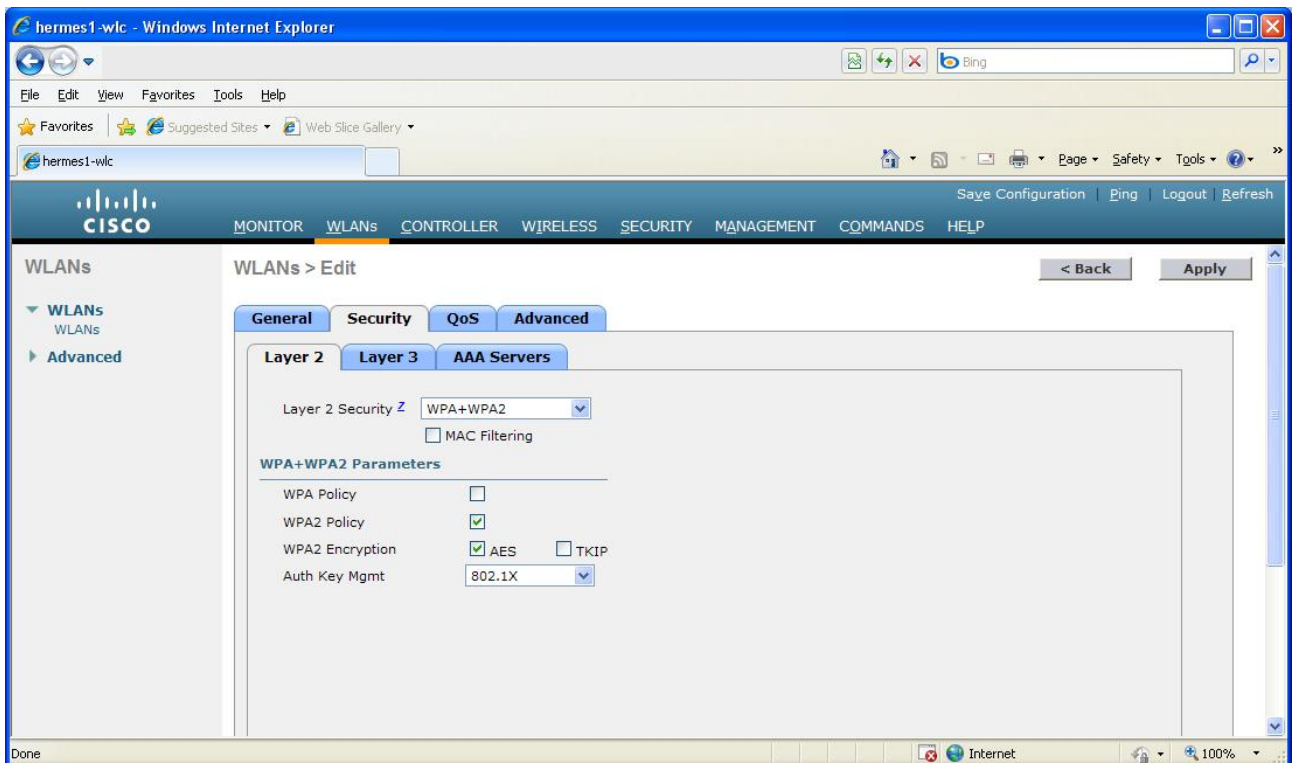 hermes1-wlc - Windows Internet Explorer
Bing
File Edit View Favorites Tools Help
Favorites Suggested Sites Web Slice Gallery
hermes1-wlc Page Safety Tools
Save Configuration Ping Logout Refresh
CISCO MONITOR WLANs CONTROLLER WIRELESS SECURITY MANAGEMENT COMMANDS HELP
WLANs
WLANs
WLANs
Advanced
WLANs > Edit
< Back Apply
General Security QoS Advanced
Layer 2 Layer 3 AAA Servers
Layer 2 Security 7 WPA+WPA2
MAC Filtering
WPA+WPA2 Parameters
WPA Policy
WPA2 Policy
WPA2 Encryption AES TKIP
Auth Key Mgmt 802.1X
Done Internet 100%